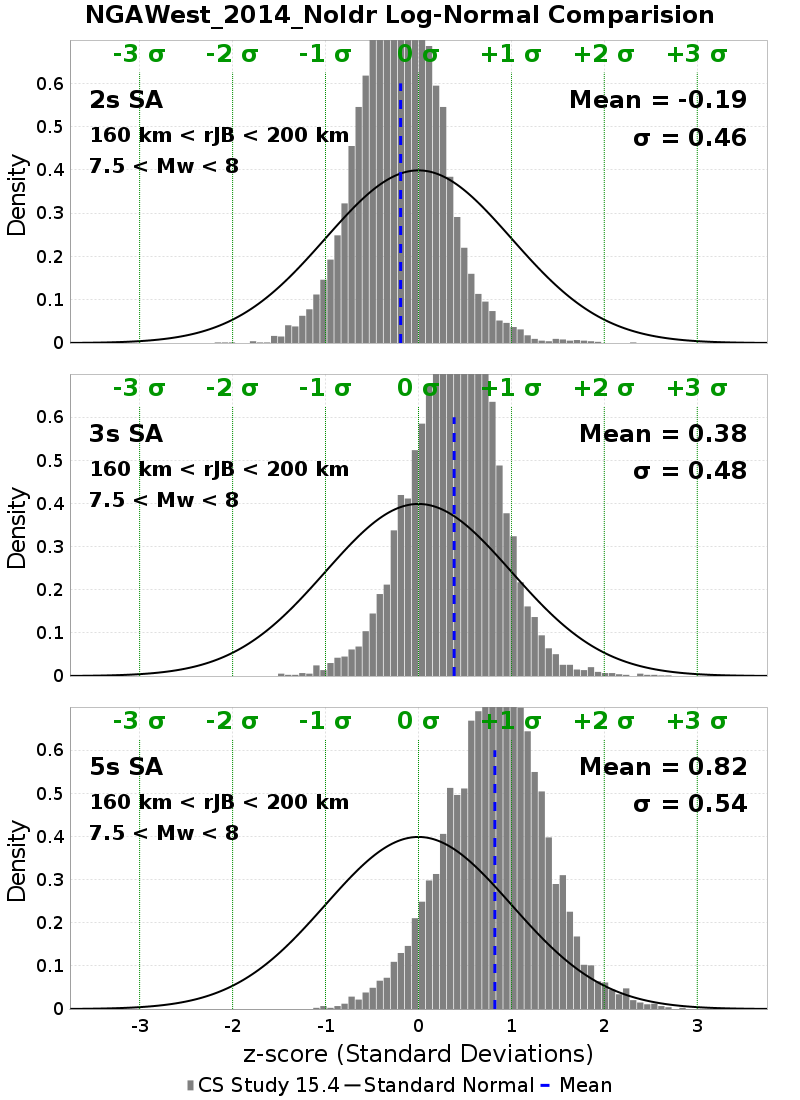 NGAWest_2014_NoIdr Log-Normal Comparision
-3 σ -2 σ -1 σ 0 σ +1 σ +2 σ +3 σ
2s SA
Mean = -0.19
160 km < rJB < 200 km
σ = 0.46
7.5 < Mw < 8
Density
0.6
0.5
0.4
0.3
0.2
0.1
0
-3 σ -2 σ -1 σ 0 σ +1 σ +2 σ +3 σ
3s SA
Mean = 0.38
160 km < rJB < 200 km
σ = 0.48
7.5 < Mw < 8
Density
0.6
0.5
0.4
0.3
0.2
0.1
0
-3 σ -2 σ -1 σ 0 σ +1 σ +2 σ +3 σ
5s SA
Mean = 0.82
160 km < rJB < 200 km
σ = 0.54
7.5 < Mw < 8
Density
0.6
0.5
0.4
0.3
0.2
0.1
0
-3 -2 -1 0 1 2 3
z-score (Standard Deviations)
CS Study 15.4 Standard Normal Mean